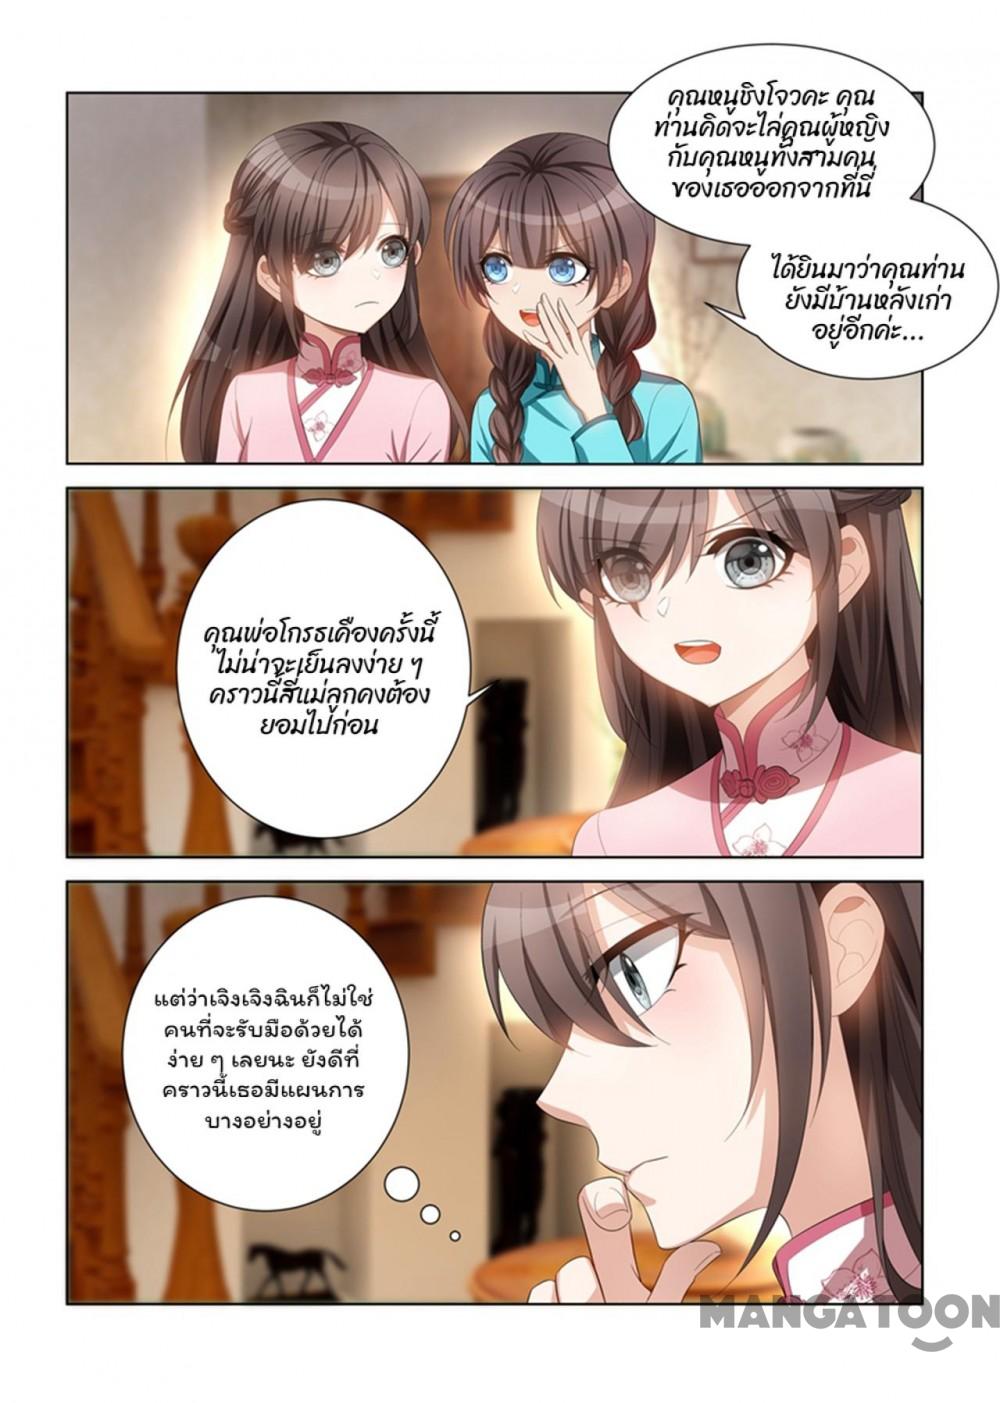 คุณหนูชิงโจวคะ คุณ
ท่านคิดจะไล่คุณผู้หญิง
กับคุณหนูทั้งสามคน
ของเธอออกจากที่นี่
ได้ยินมาว่าคุณท่าน
ยังมีบ้านหลังเก่า
อยู่อีกค่ะ...
คุณพ่อโกรธเคืองครั้งนี้
ไม่น่าจะเย็นลงง่าย ๆ
คราวนี้สี่แม่ลูกคงต้อง
ยอมไปก่อน
แต่ว่าเจิงเจิงฉินก็ไม่ใช่
คนที่จะรับมือด้วยได้
ง่าย ๆ เลยนะ ยังดีที่
คราวนี้เธอมีแผนการ
บางอย่างอยู่
MANGATOON